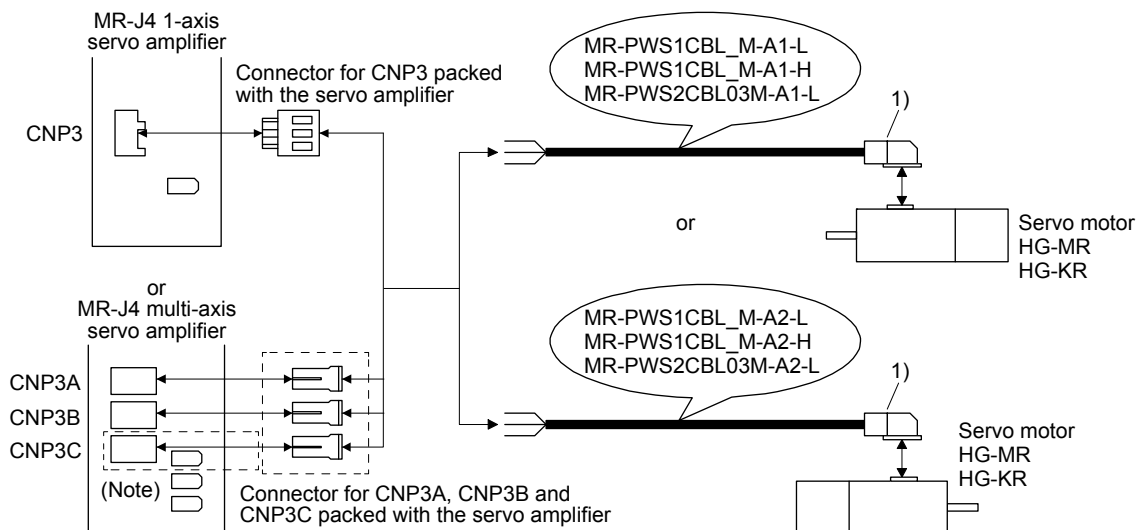 MR-J4 1-axis
servo amplifier
Connector for CNP3 packed
with the servo amplifier
CNP3
MR-PWS1CBL_M-A1-L
MR-PWS1CBL_M-A1-H
MR-PWS2CBL03M-A1-L
1)
Servo motor
HG-MR
HG-KR
or
or
MR-J4 multi-axis
servo amplifier
CNP3A
CNP3B
CNP3C
(Note)
Connector for CNP3A, CNP3B and
CNP3C packed with the servo amplifier
MR-PWS1CBL_M-A2-L
MR-PWS1CBL_M-A2-H
MR-PWS2CBL03M-A2-L
1)
Servo motor
HG-MR
HG-KR